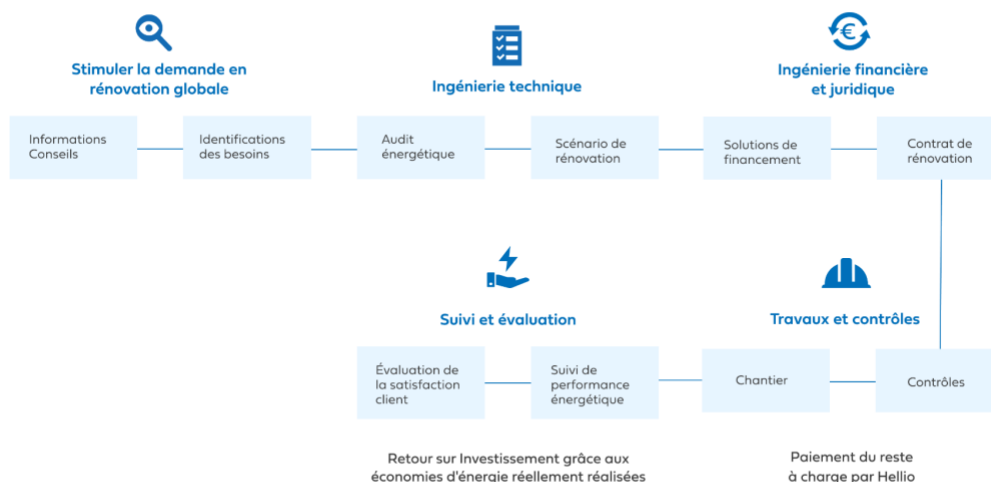 Stimuler la demande en
rénovation globale
Ingénierie technique
Ingénierie financière
et juridique
Informations
Conseils
Identifications
des besoins
Audit
énergétique
Scénario de
rénovation
Solutions de
financement
Contrat de
rénovation
Suivi et évaluation
Travaux et contrôles
Évaluation de
la satisfaction
client
Suivi de
performance
énergétique
Chantier
Contrôles
Retour sur Investissement grâce aux
économies d'énergie réellement réalisées
Paiement du reste
à charge par Hellio